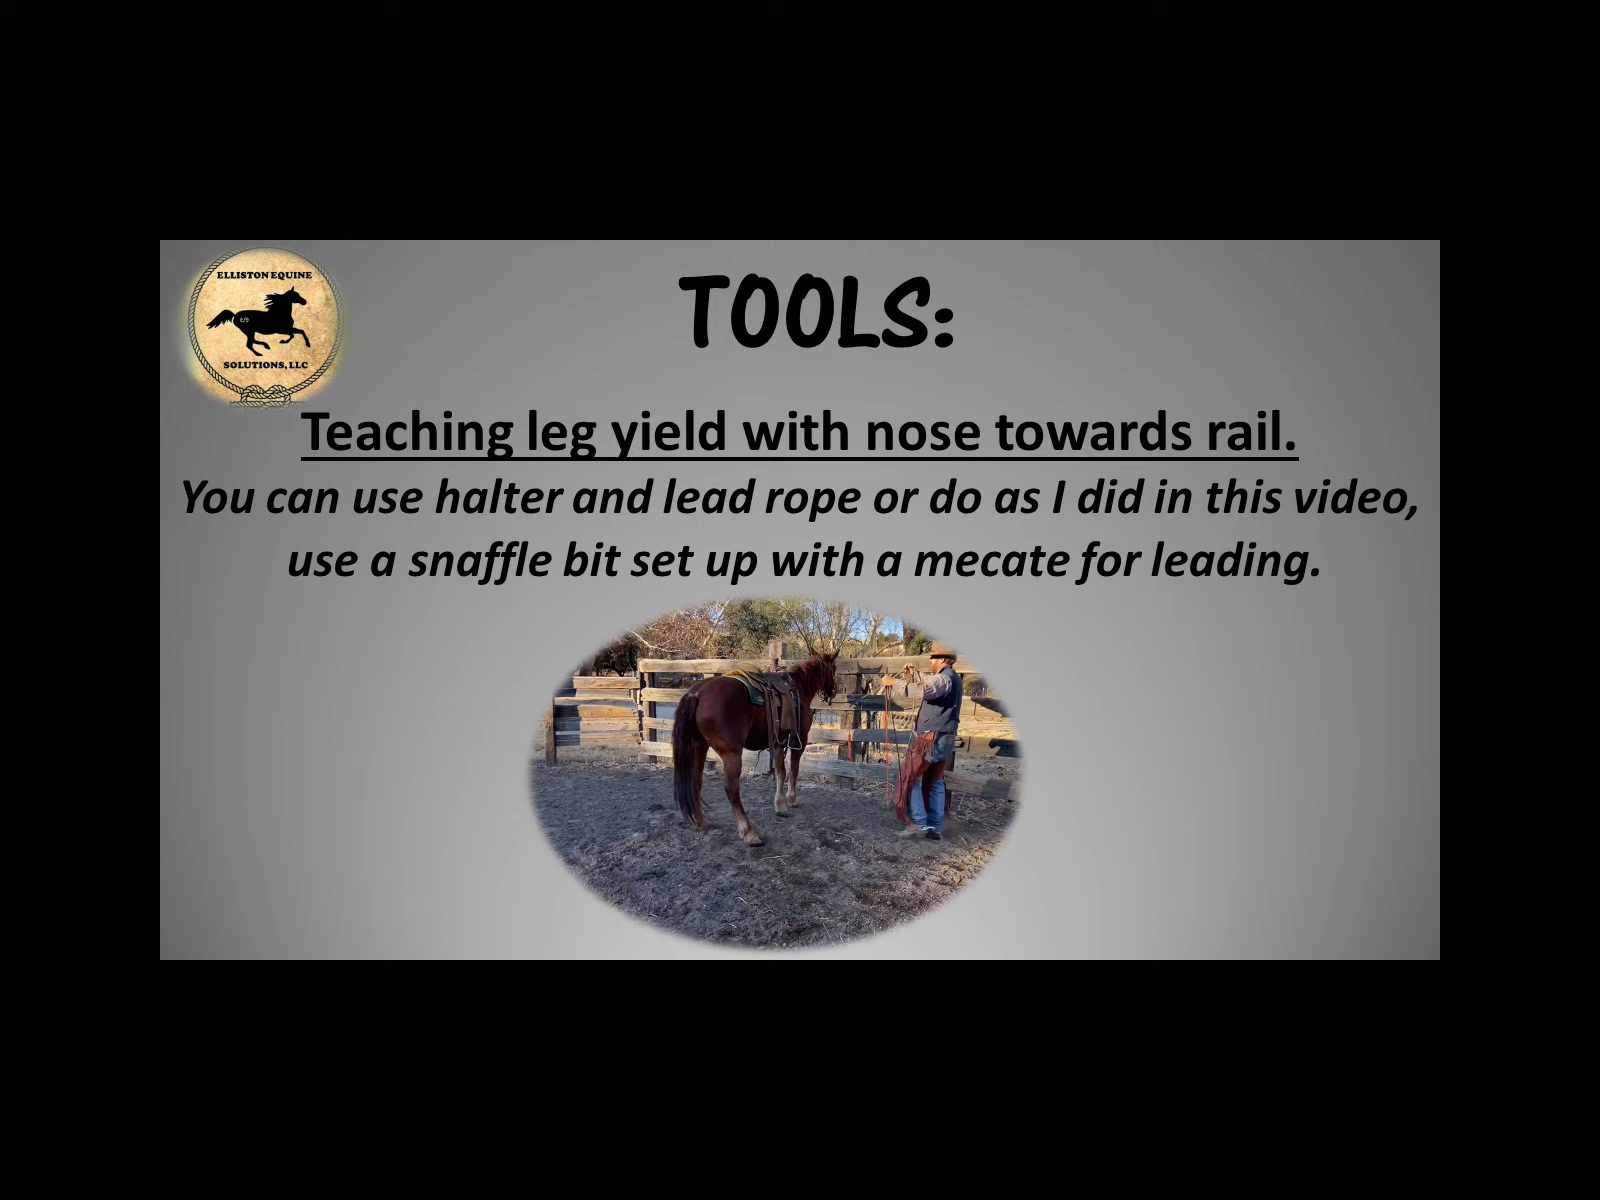 ELLISTON EQUINE
SOLUTIONS, LLC
TOOLS:
Teaching leg yield with nose towards rail.
You can use halter and lead rope or do as I did in this video,
use a snaffle bit set up with a mecate for leading.